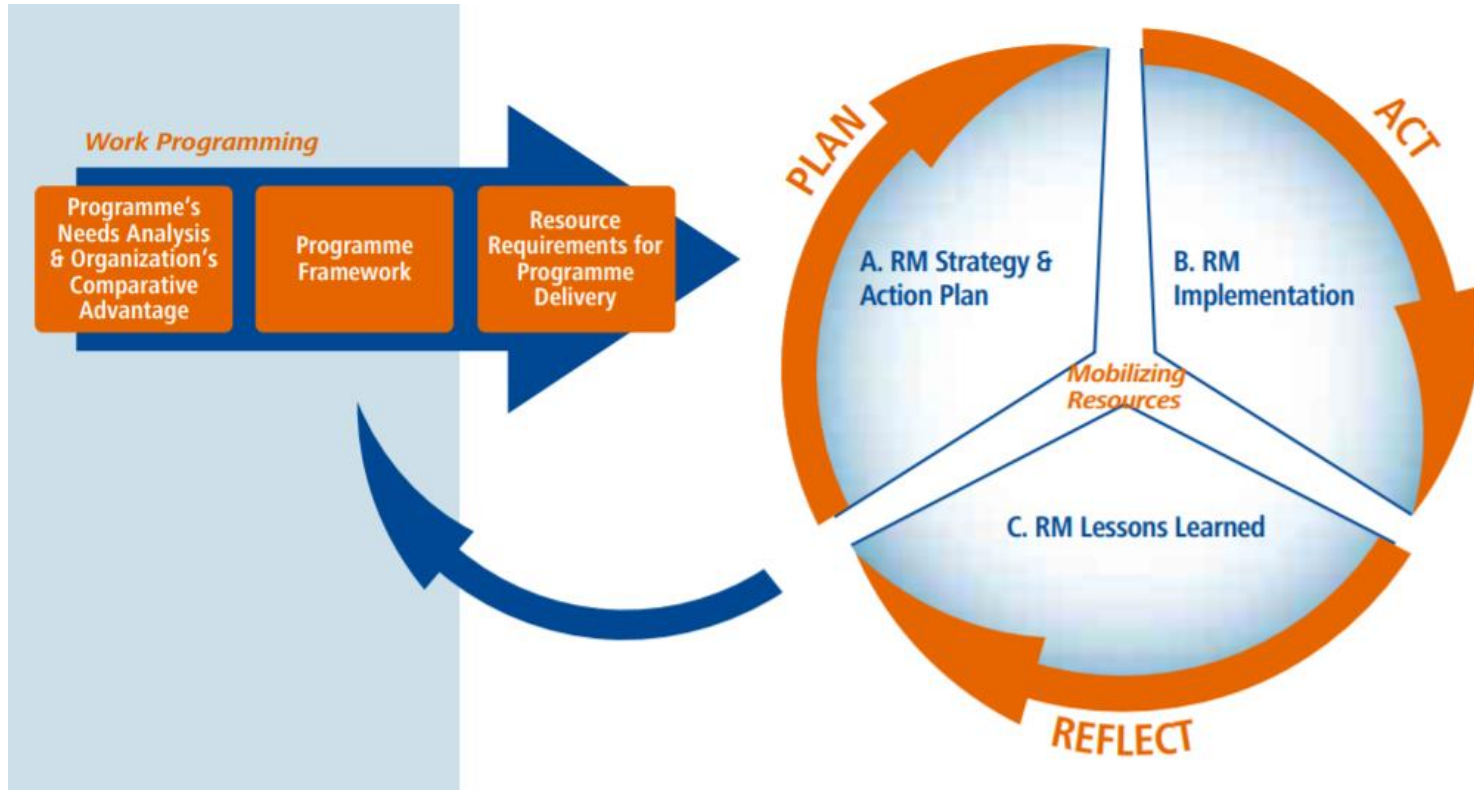 Work Programming
Programme's
Needs Analysis
& Organization's
Comparative
Advantage
Programme
Framework
Resource
Requirements for
Programme
Delivery
PLAN
ACT
A. RM Strategy &
Action Plan
B. RM
Implementation
Mobilizing
Resources
C. RM Lessons Learned
REFLECT